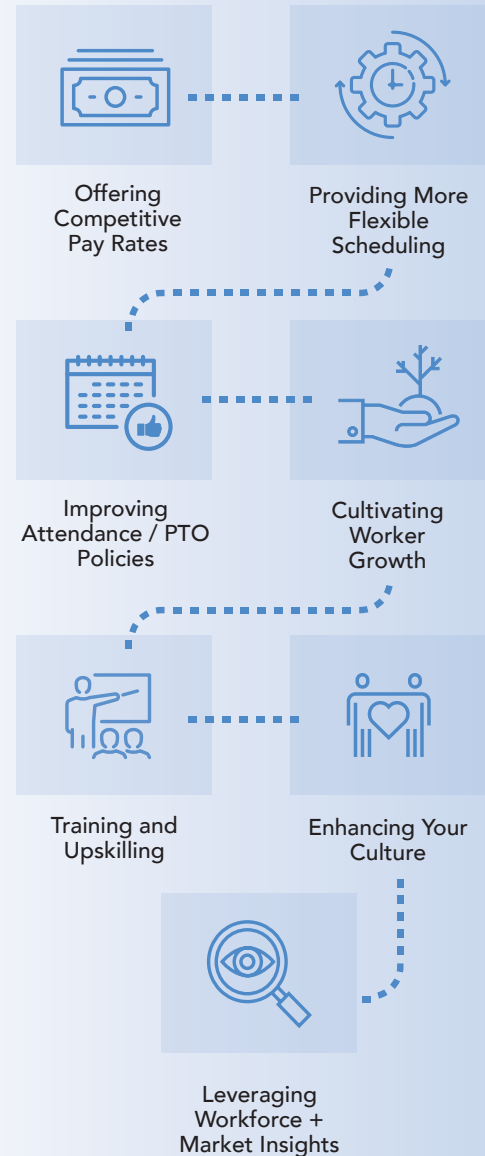 Offering
Competitive
Pay Rates
Providing More
Flexible
Scheduling
Improving
Attendance / PTO
Policies
Cultivating
Worker
Growth
Training and
Upskilling
Enhancing Your
Culture
Leveraging
Workforce +
Market Insights